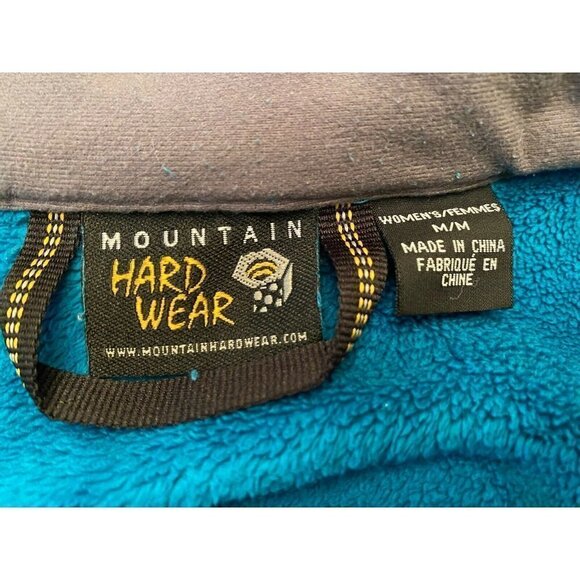 MOUNTAIN
HARD
WEAR
WWW.MOUNTAINHARDWEAR.COM
WOMEN'S/FEMMES
M/M
MADE IN CHINA
FABRIQUÉ EN
CHINE